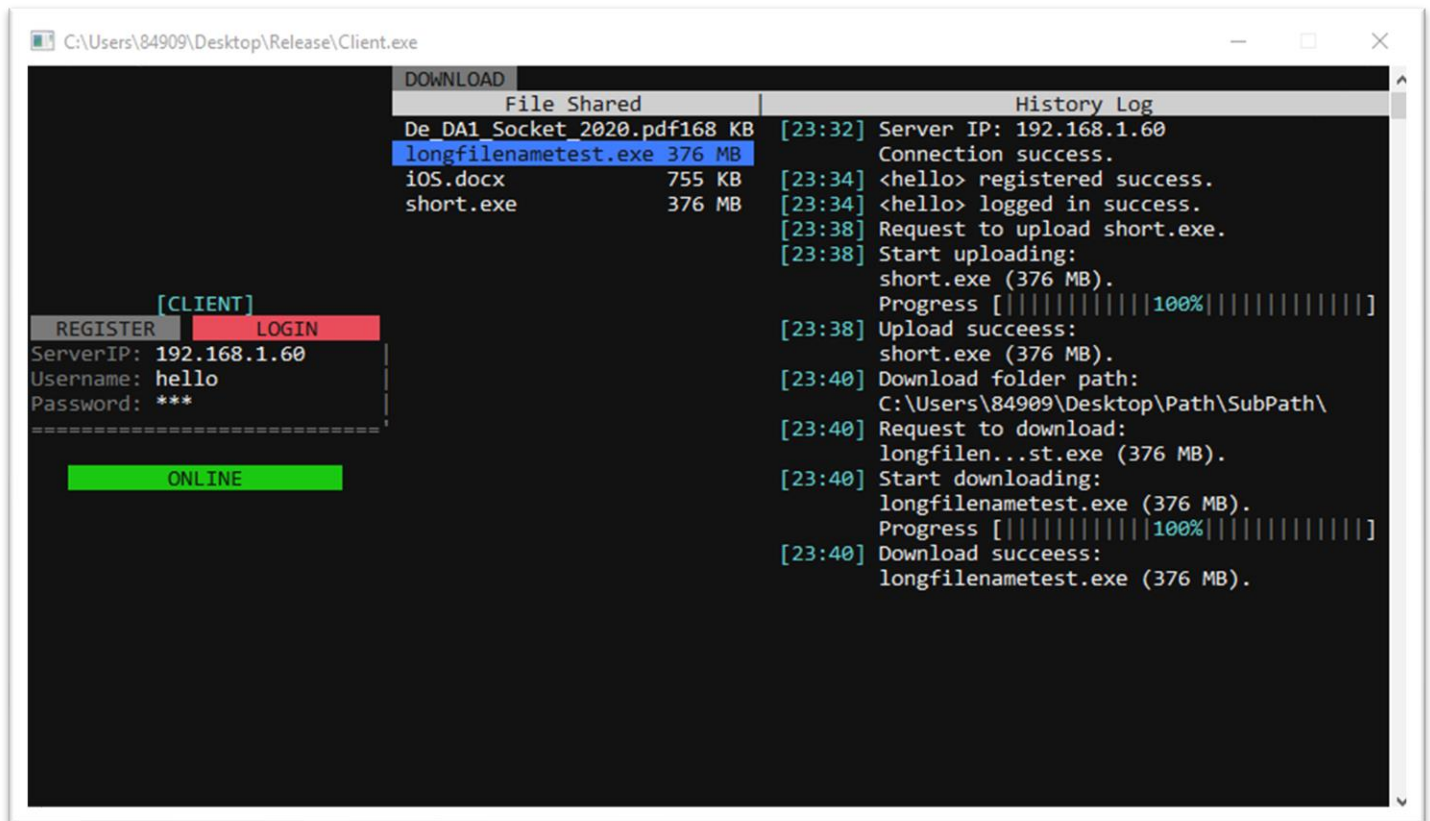 C:\Users\84909\Desktop\Release\Client.exe
DOWNLOAD
File Shared | History Log
De_DA1_Socket_2020.pdf168 KB
longfilenametest.exe 376 MB
iOS.docx 755 KB
short.exe 376 MB
[CLIENT]
REGISTER LOGIN
ServerIP: 192.168.1.60 |
Username: hello |
Password: *** |
============================'
ONLINE
[23:32] Server IP: 192.168.1.60
Connection success.
[23:34] <hello> registered success.
[23:34] <hello> logged in success.
[23:38] Request to upload short.exe.
[23:38] Start uploading:
short.exe (376 MB).
Progress [||||||||||||100%|||||||||||||]
[23:38] Upload succeess:
short.exe (376 MB).
[23:40] Download folder path:
C:\Users\84909\Desktop\Path\SubPath\
[23:40] Request to download:
longfilen...st.exe (376 MB).
[23:40] Start downloading:
longfilenametest.exe (376 MB).
Progress [||||||||||||100%|||||||||||||]
[23:40] Download succeess:
longfilenametest.exe (376 MB).